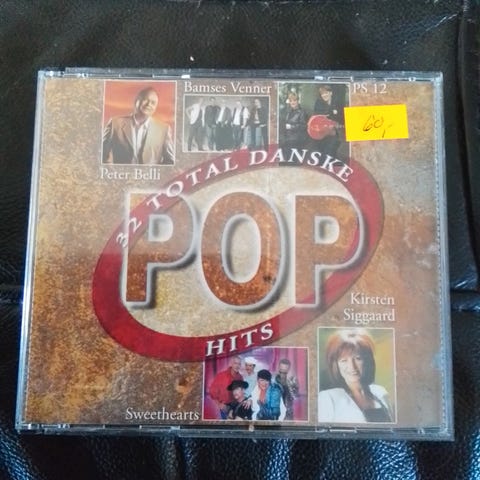 Bamses Venner
PS 12
60,-
Peter Belli
32 TOTAL DANSKE
POP
HITS
Kirsten
Siggaard
Sweethearts